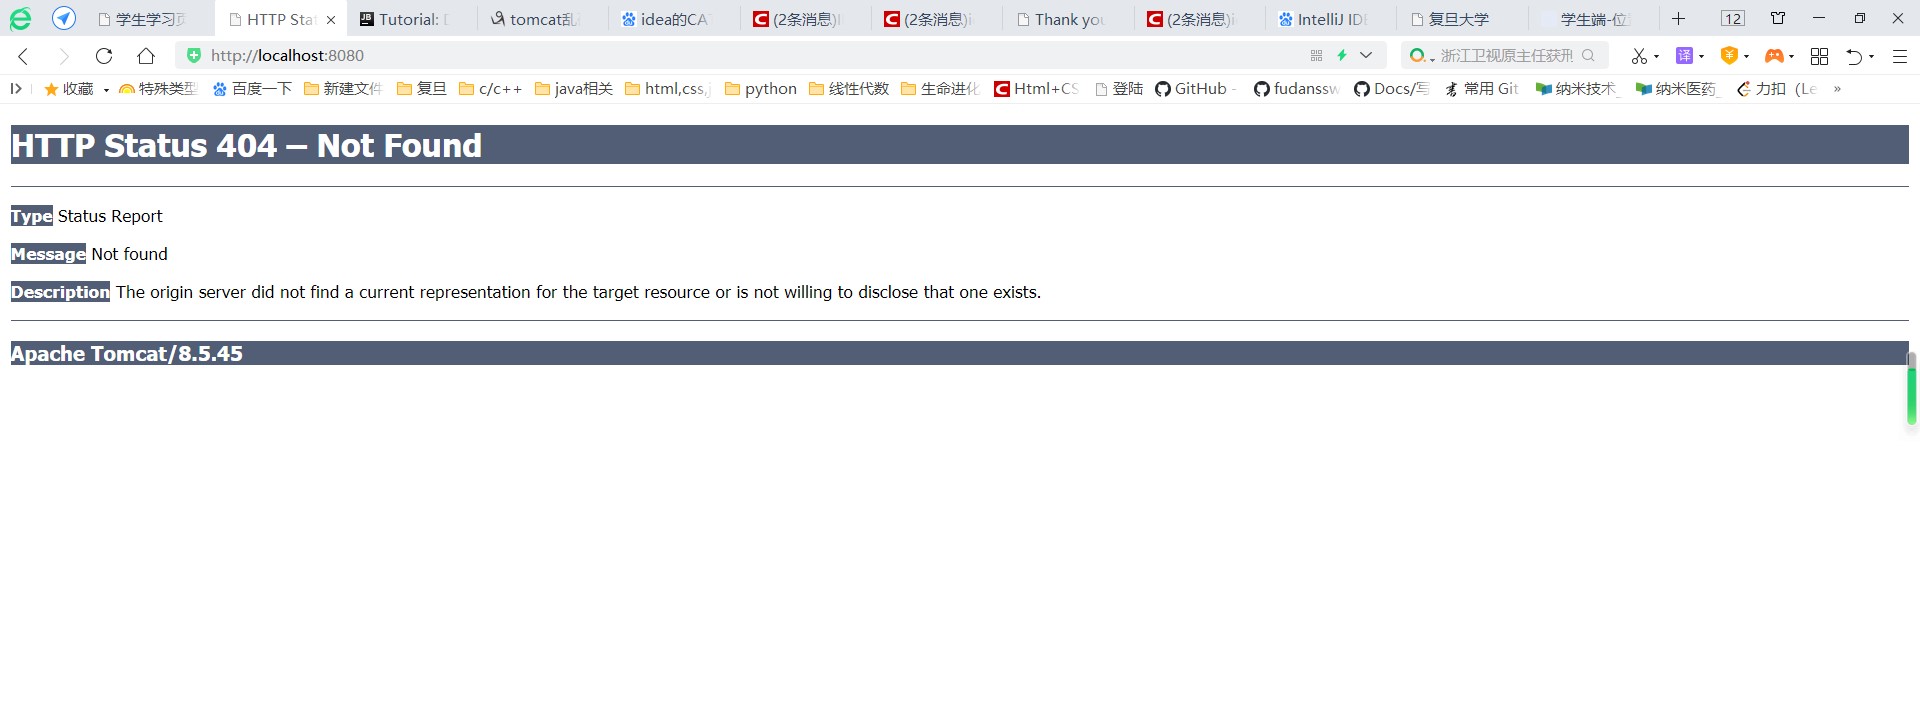 学生学习 HTTP Sta Tutorial: tomcat乱 idea的CA (2条消息) (2条消息) Thank you (2条消息) IntelliJ IDE 复旦大学 学生端-位 12
http://localhost:8080 浙江卫视原主任获刑 译
收藏 特殊类型 百度一下 新建文件 复旦 c/c++ java相关 html,css,j python 线性代数 生命进化 Html+CS 登陆 GitHub - fudanssw Docs/写 常用 Git 纳米技术_ 纳米医药_ 力扣 (Le »
HTTP Status 404 – Not Found
Type Status Report
Message Not found
Description The origin server did not find a current representation for the target resource or is not willing to disclose that one exists.
Apache Tomcat/8.5.45